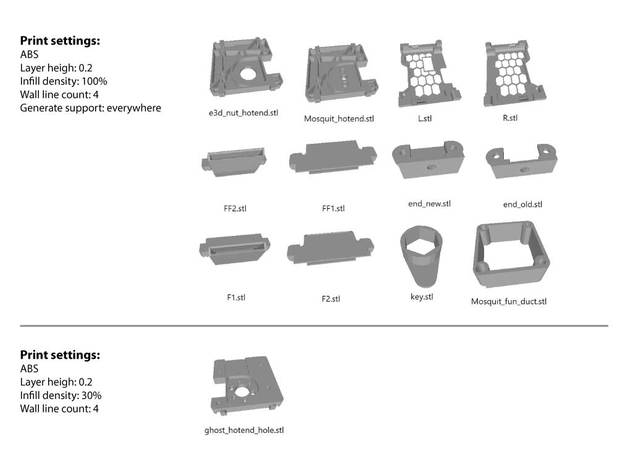 Print settings:
ABS
Layer heigh: 0.2
Infill density: 100%
Wall line count: 4
Generate support: everywhere
e3d_nut_hotend.stl
Mosquit_hotend.stl
L.stl
R.stl
FF2.stl
FF1.stl
end_new.stl
end_old.stl
F1.stl
F2.stl
key.stl
Mosquit_fun_duct.stl
Print settings:
ABS
Layer heigh: 0.2
Infill density: 30%
Wall line count: 4
ghost_hotend_hole.stl